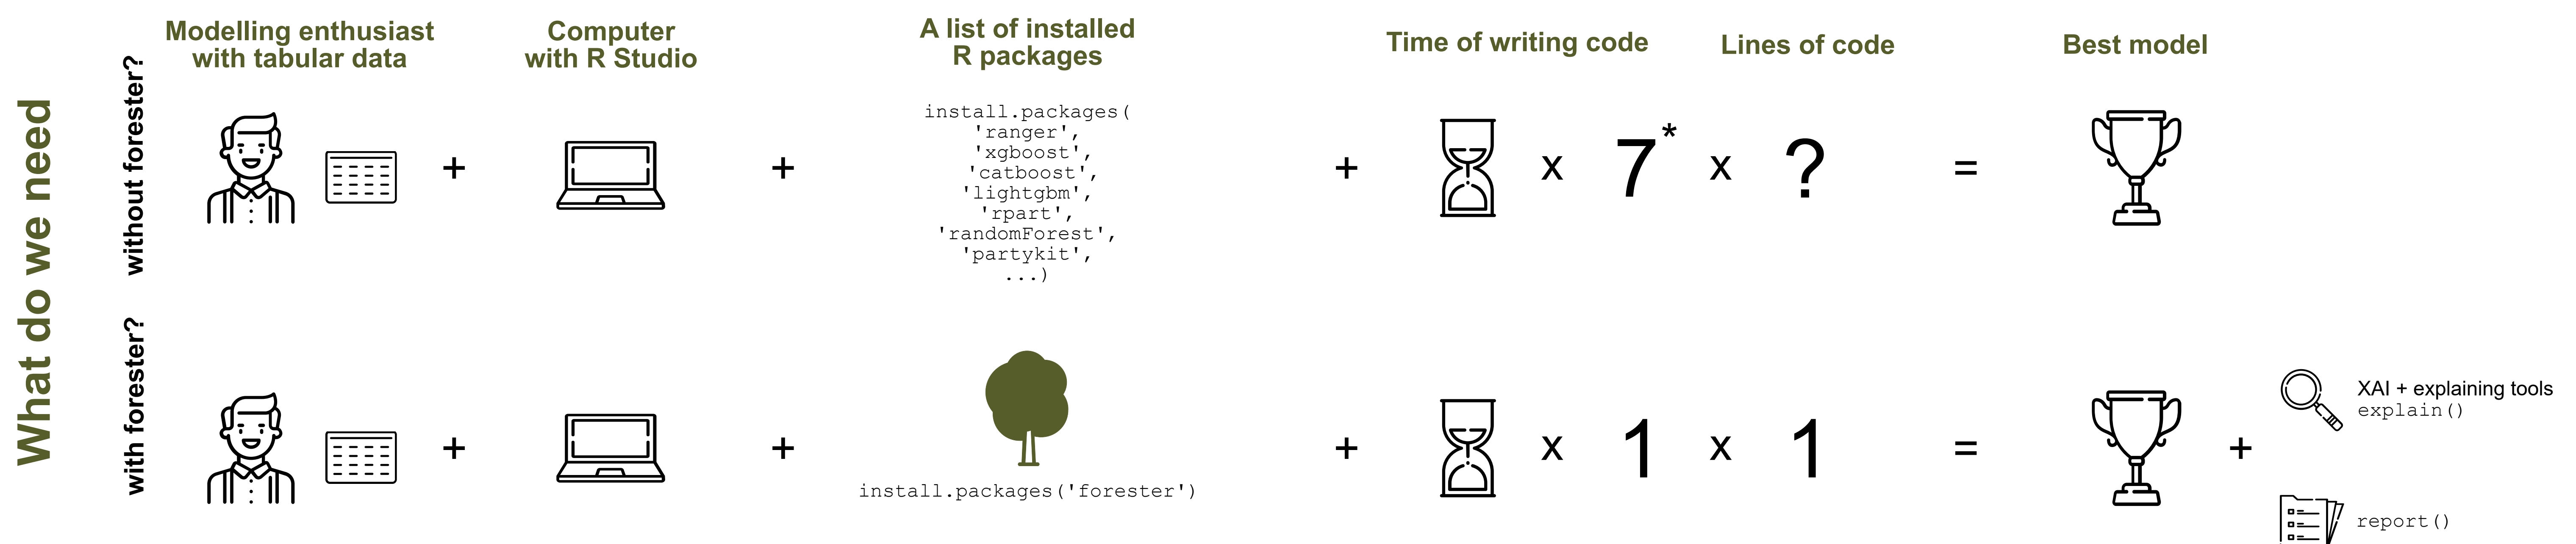 What do we need
without forester?
Modelling enthusiast
with tabular data
Computer
with R Studio
A list of installed
R packages
Time of writing code
Lines of code
Best model
+
+
install.packages(
'ranger',
'xgboost',
'catboost',
'lightgbm',
'rpart',
'randomForest',
'partykit',
...)
+
x
7*
x
?
=
with forester?
+
+
install.packages('forester')
+
x
1
x
1
=
+
XAI + explaining tools
explain()
report()